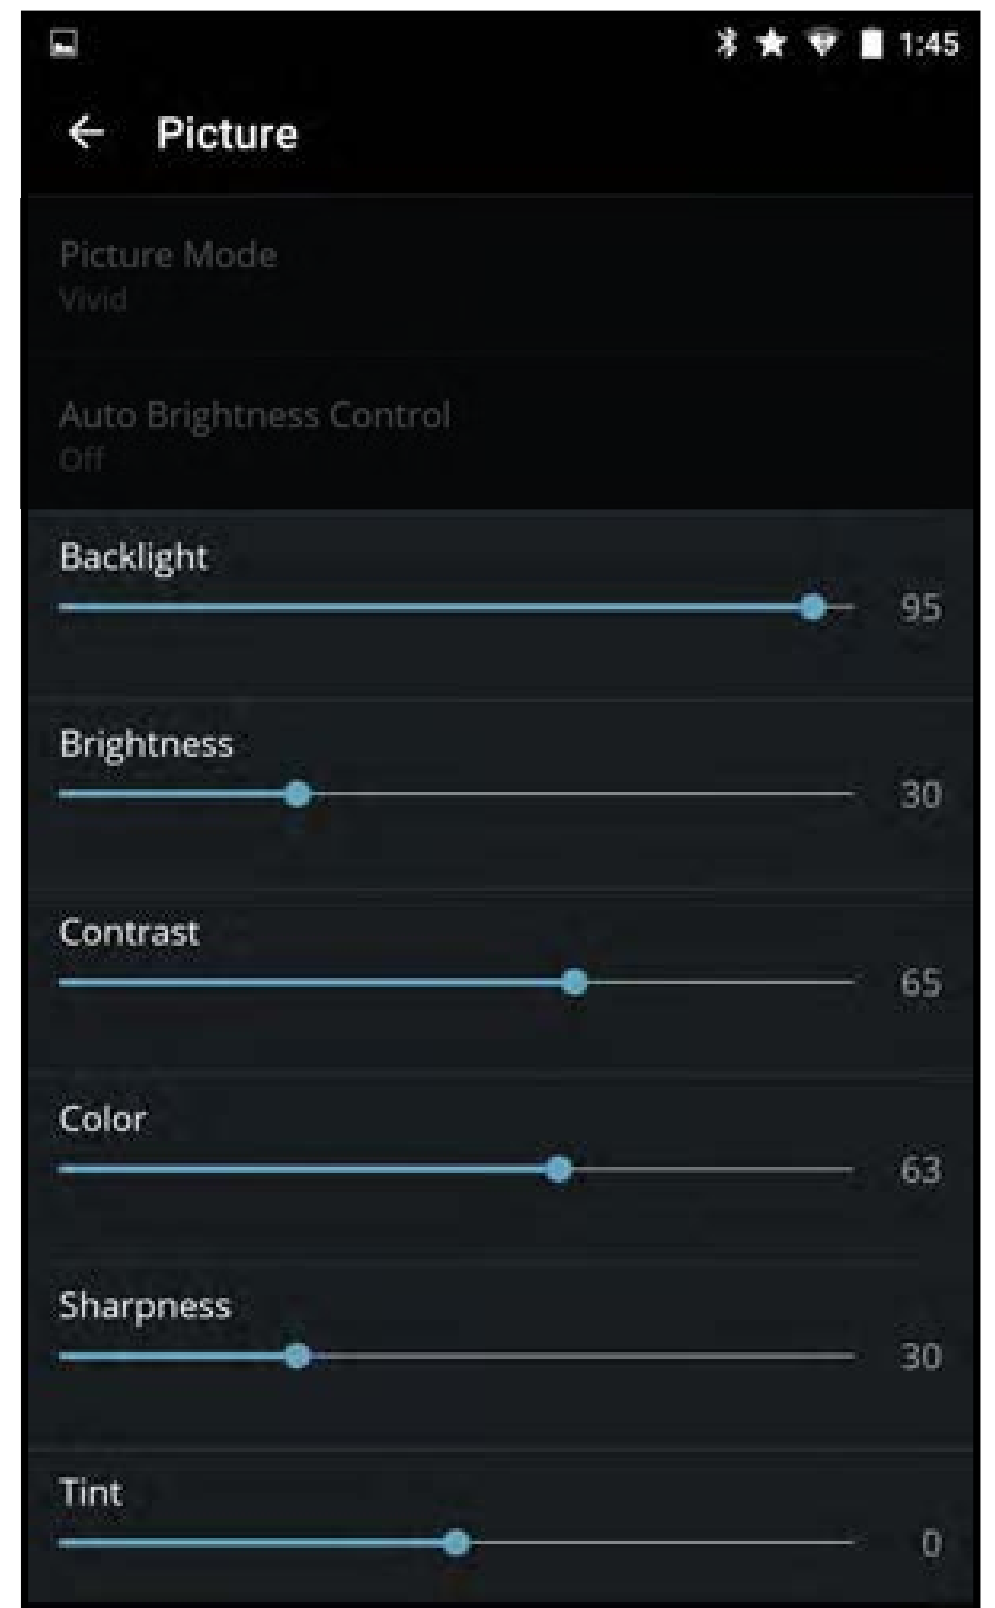 1:45
Picture
Picture Mode
Vivid
Auto Brightness Control
Off
Backlight
95
Brightness
30
Contrast
65
Color
63
Sharpness
30
Tint
0